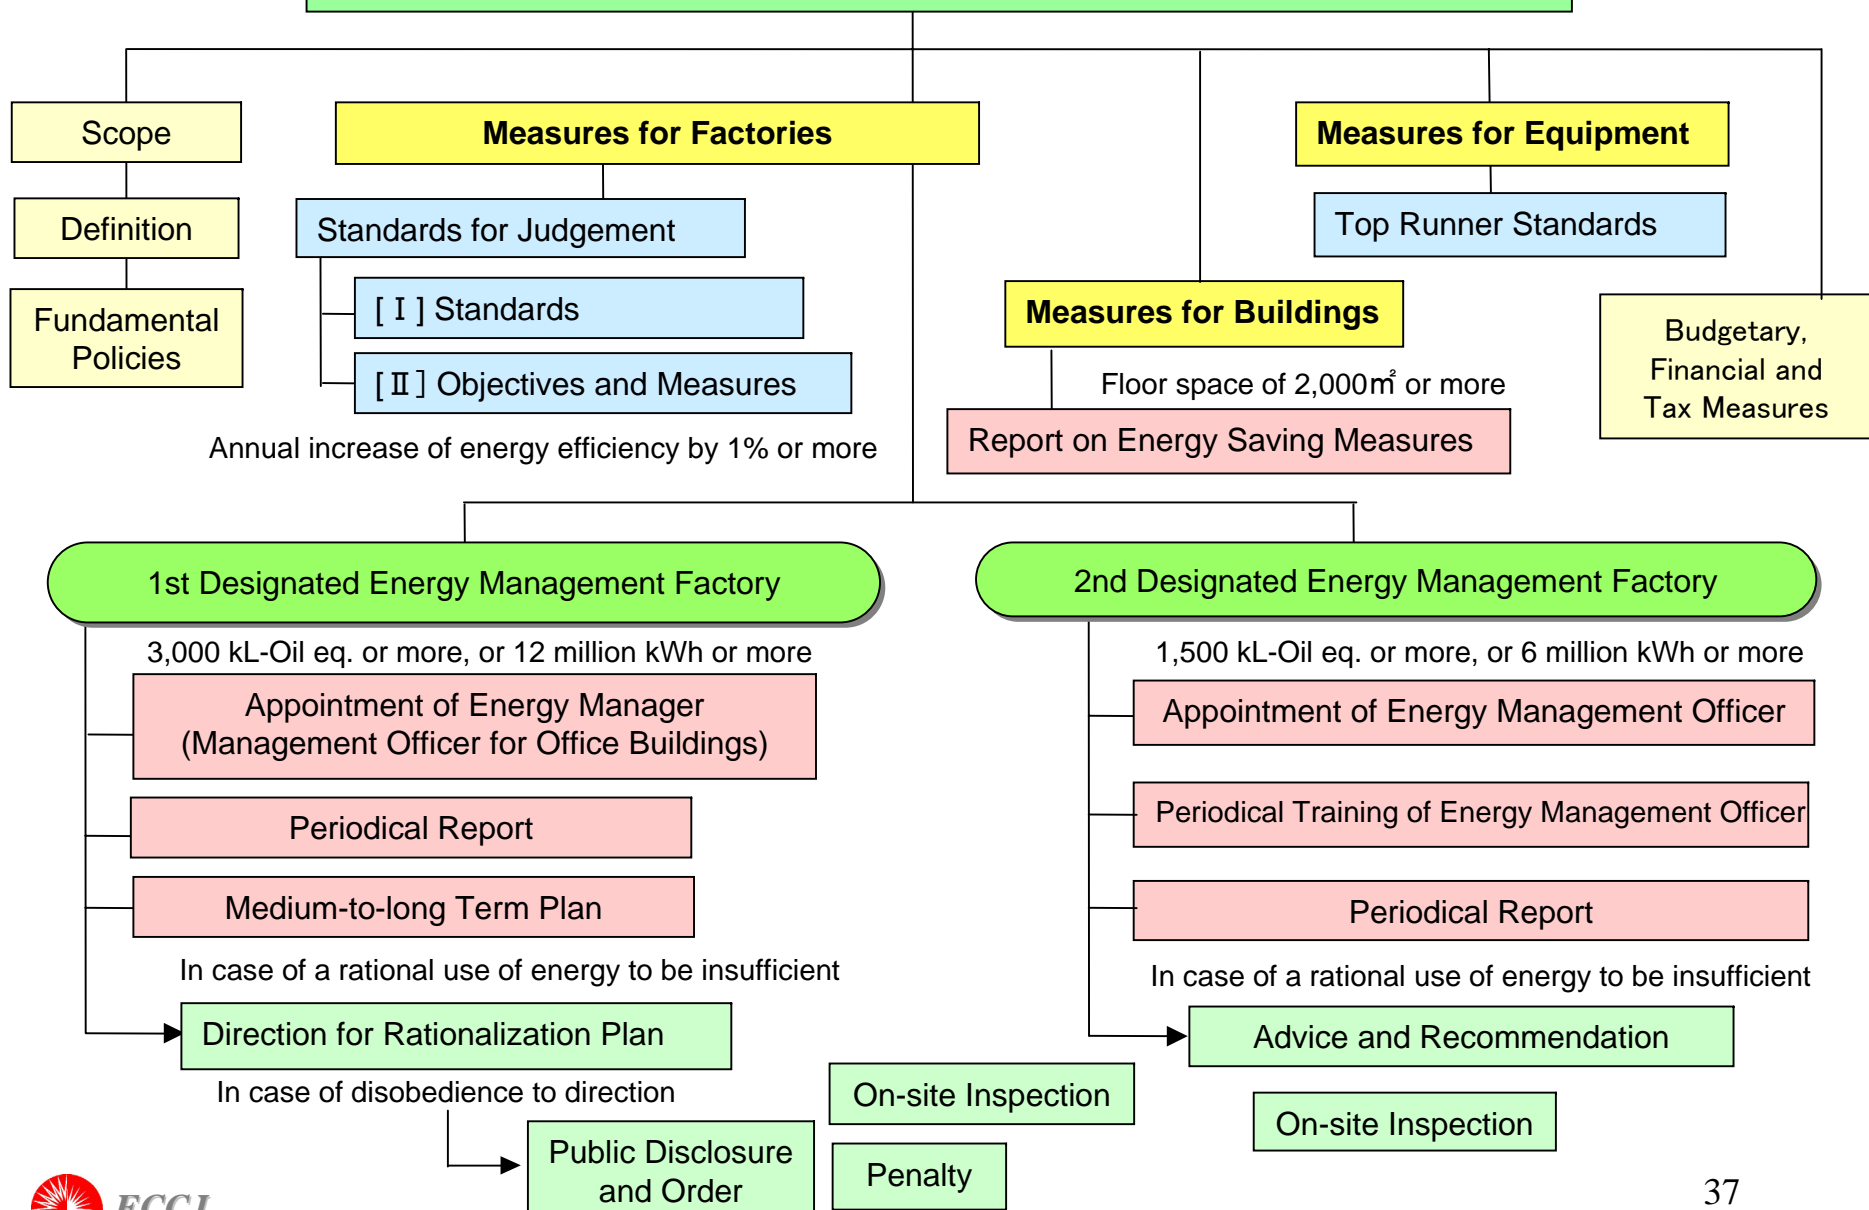 Scope
Measures for Factories
Measures for Equipment
Definition
Standards for Judgement
Top Runner Standards
Fundamental
Policies
[Ⅰ] Standards
[Ⅱ] Objectives and Measures
Annual increase of energy efficiency by 1% or more
Measures for Buildings
Floor space of 2,000㎡ or more
Report on Energy Saving Measures
Budgetary,
Financial and
Tax Measures
1st Designated Energy Management Factory
3,000 kL-Oil eq. or more, or 12 million kWh or more
Appointment of Energy Manager
(Management Officer for Office Buildings)
Periodical Report
Medium-to-long Term Plan
In case of a rational use of energy to be insufficient
Direction for Rationalization Plan
In case of disobedience to direction
Public Disclosure
and Order
On-site Inspection
Penalty
2nd Designated Energy Management Factory
1,500 kL-Oil eq. or more, or 6 million kWh or more
Appointment of Energy Management Officer
Periodical Training of Energy Management Officer
Periodical Report
In case of a rational use of energy to be insufficient
Advice and Recommendation
On-site Inspection
ECCJ
37